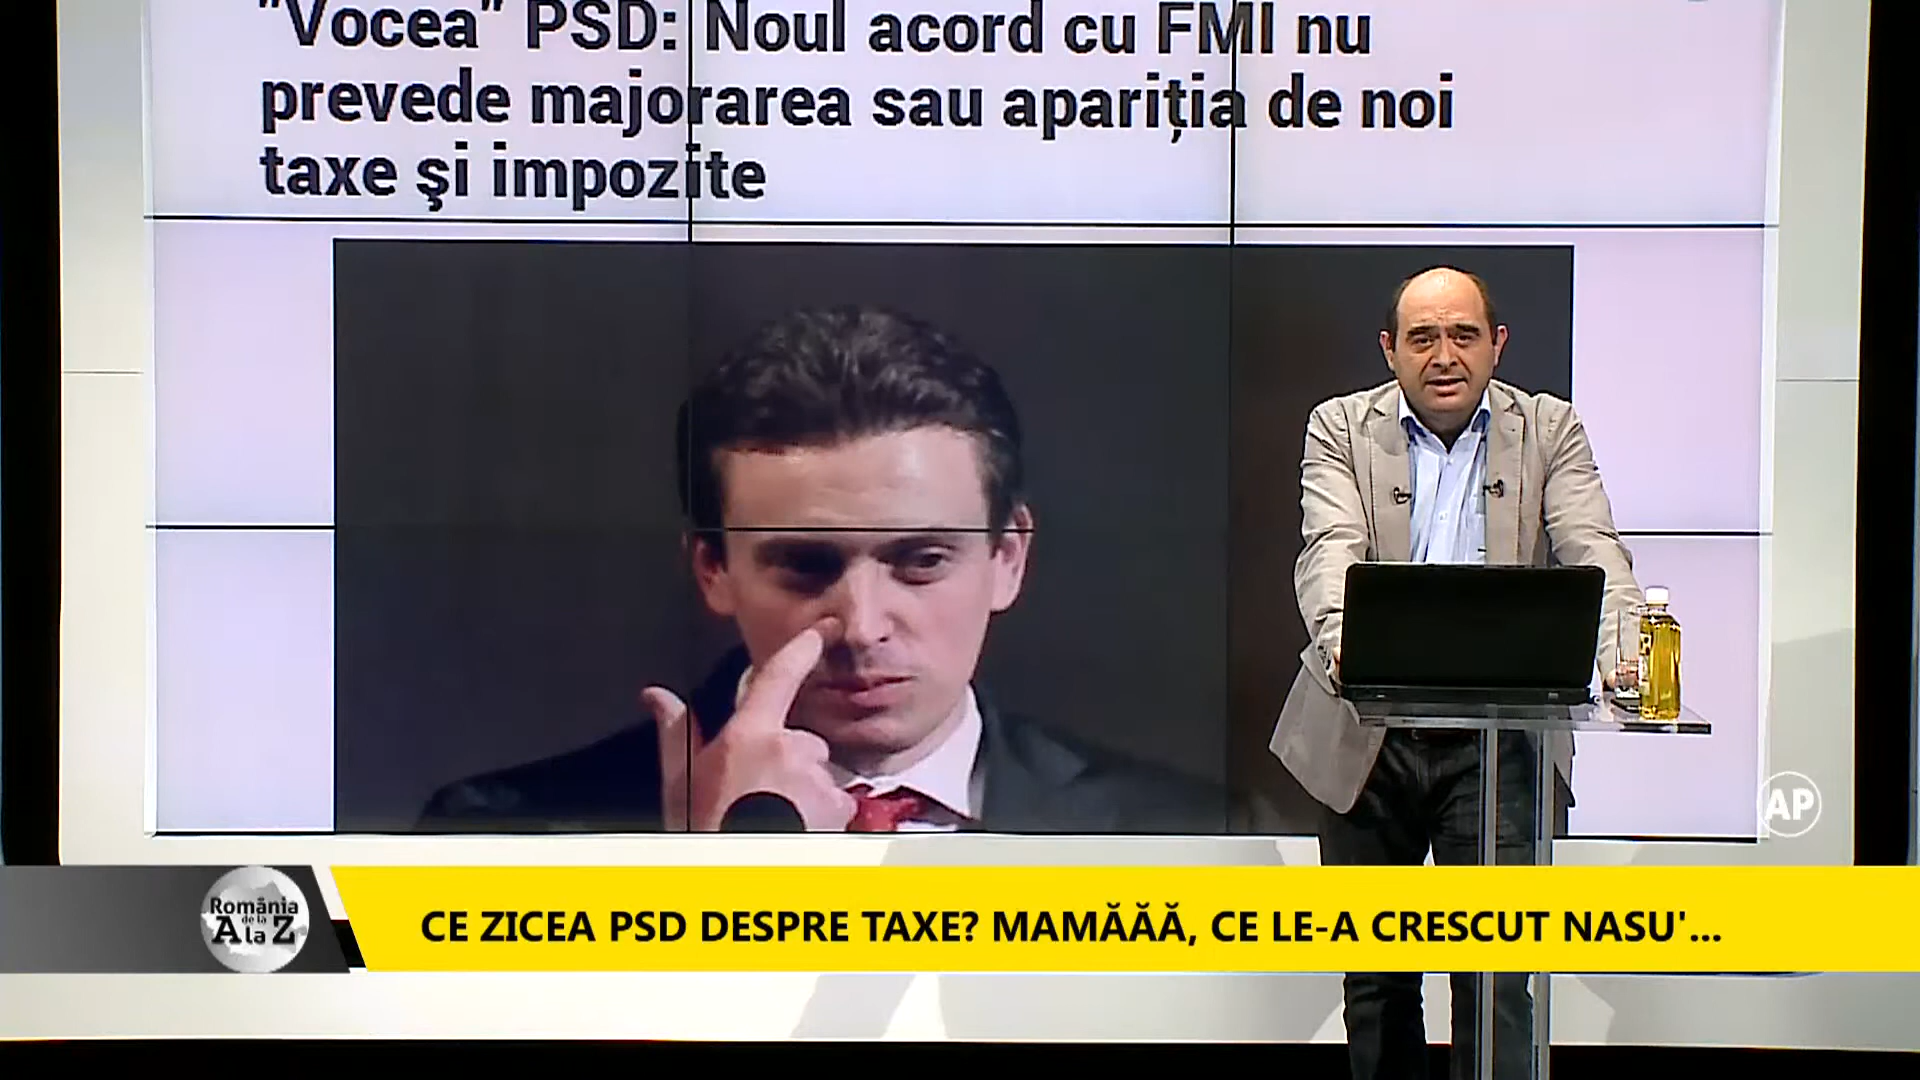 "Vocea" PSD: Noul acord cu FMI nu
prevede majorarea sau apariția de noi
taxe şi impozite
AP
România
de la
A la Z
CE ZICEA PSD DESPRE TAXE? MAMĂĂĂ, CE LE-A CRESCUT NASU'...